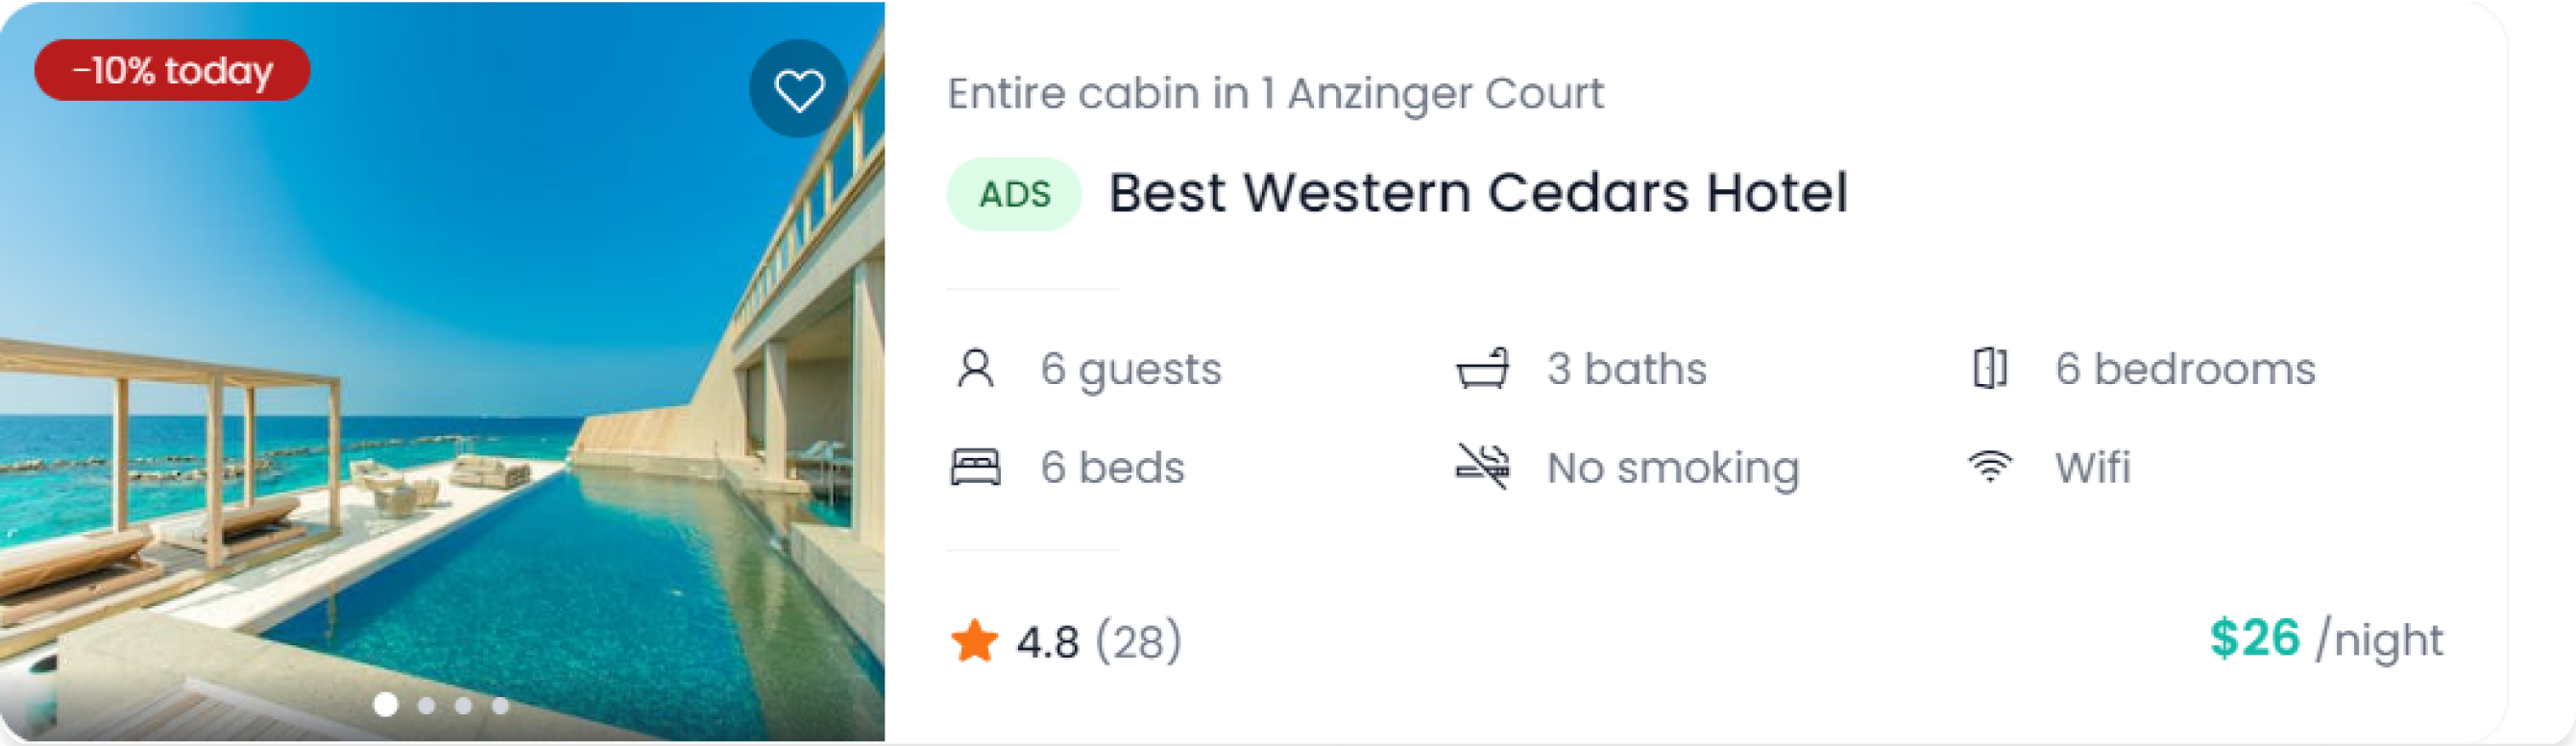 -10% today
Entire cabin in 1 Anzinger Court
ADS Best Western Cedars Hotel
6 guests
3 baths
6 bedrooms
6 beds
No smoking
Wifi
4.8 (28)
$26 /night